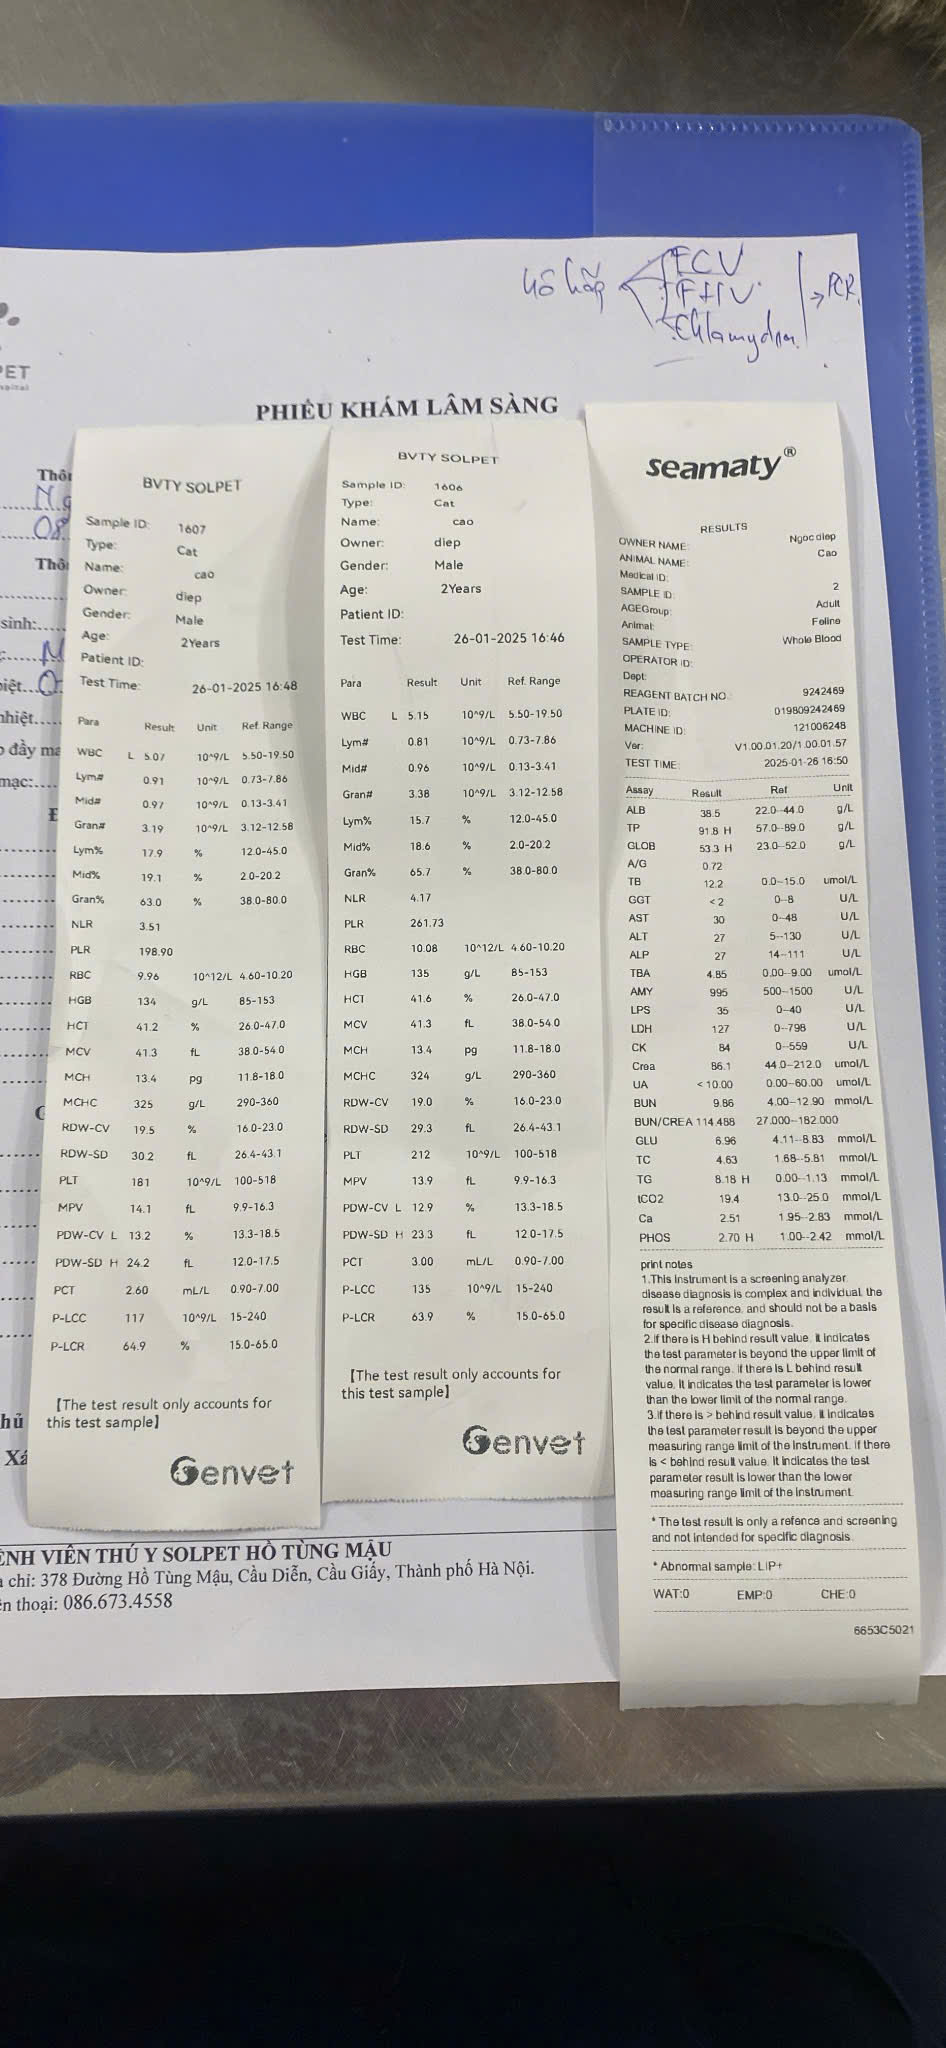 Hô hấp
FCV
FHV
Chlamydia
→ PCR
PET
PHIẾU KHÁM LÂM SÀNG
Thôn
08
Thôn
sinh:
M
biệt
nhiệt
o đầy ma
mạc:
BVTY SOLPET
Sample ID: 1607
Type: Cat
Name: cao
Owner: diep
Gender: Male
Age: 2Years
Patient ID:
Test Time: 26-01-2025 16:48
Para Result Unit Ref. Range
WBC L 5.07 10^9/L 5.50-19.50
Lym# 0.91 10^9/L 0.73-7.86
Mid# 0.97 10^9/L 0.13-3.41
Gran# 3.19 10^9/L 3.12-12.58
Lym% 17.9 % 12.0-45.0
Mid% 19.1 % 2.0-20.2
Gran% 63.0 % 38.0-80.0
NLR 3.51
PLR 198.90
RBC 9.96 10^12/L 4.60-10.20
HGB 134 g/L 85-153
HCT 41.2 % 26.0-47.0
MCV 41.3 fL 38.0-54.0
MCH 13.4 pg 11.8-18.0
MCHC 325 g/L 290-360
RDW-CV 19.5 % 16.0-23.0
RDW-SD 30.2 fL 26.4-43.1
PLT 181 10^9/L 100-518
MPV 14.1 fL 9.9-16.3
PDW-CV L 13.2 % 13.3-18.5
PDW-SD H 24.2 fL 12.0-17.5
PCT 2.60 mL/L 0.90-7.00
P-LCC 117 10^9/L 15-240
P-LCR 64.9 % 15.0-65.0
【The test result only accounts for
this test sample】
Genvet
BVTY SOLPET
Sample ID: 1606
Type: Cat
Name: cao
Owner: diep
Gender: Male
Age: 2Years
Patient ID:
Test Time: 26-01-2025 16:46
Para Result Unit Ref. Range
WBC L 5.15 10^9/L 5.50-19.50
Lym# 0.81 10^9/L 0.73-7.86
Mid# 0.96 10^9/L 0.13-3.41
Gran# 3.38 10^9/L 3.12-12.58
Lym% 15.7 % 12.0-45.0
Mid% 18.6 % 2.0-20.2
Gran% 65.7 % 38.0-80.0
NLR 4.17
PLR 261.73
RBC 10.08 10^12/L 4.60-10.20
HGB 135 g/L 85-153
HCT 41.6 % 26.0-47.0
MCV 41.3 fL 38.0-54.0
MCH 13.4 pg 11.8-18.0
MCHC 324 g/L 290-360
RDW-CV 19.0 % 16.0-23.0
RDW-SD 29.3 fL 26.4-43.1
PLT 212 10^9/L 100-518
MPV 13.9 fL 9.9-16.3
PDW-CV L 12.9 % 13.3-18.5
PDW-SD H 23.3 fL 12.0-17.5
PCT 3.00 mL/L 0.90-7.00
P-LCC 135 10^9/L 15-240
P-LCR 63.9 % 15.0-65.0
【The test result only accounts for
this test sample】
Genvet
seamaty®
RESULTS
OWNER NAME: Ngoc diep
ANIMAL NAME: Cao
Medical ID:
SAMPLE ID: 2
AGEGroup: Adult
Animal: Feline
SAMPLE TYPE: Whole Blood
OPERATOR ID:
Dept:
REAGENT BATCH NO.: 9242469
PLATE ID: 019809242469
MACHINE ID: 121006248
Ver: V1.00.01.20/1.00.01.57
TEST TIME: 2025-01-26 16:50
Assay Result Ref Unit
ALB 38.5 22.0--44.0 g/L
TP 91.8 H 57.0--89.0 g/L
GLOB 53.3 H 23.0--52.0 g/L
A/G 0.72
TB 12.2 0.0--15.0 umol/L
GGT <2 0--8 U/L
AST 30 0--48 U/L
ALT 27 5--130 U/L
ALP 27 14--111 U/L
TBA 4.85 0.00--9.00 umol/L
AMY 995 500--1500 U/L
LPS 35 0--40 U/L
LDH 127 0--798 U/L
CK 84 0--559 U/L
Crea 86.1 44.0--212.0 umol/L
UA <10.00 0.00--60.00 umol/L
BUN 9.86 4.00--12.90 mmol/L
BUN/CREA 114.488 27.000--182.000
GLU 6.96 4.11--8.83 mmol/L
TC 4.63 1.68--5.81 mmol/L
TG 8.18 H 0.00--1.13 mmol/L
tCO2 19.4 13.0--25.0 mmol/L
Ca 2.51 1.95--2.83 mmol/L
PHOS 2.70 H 1.00--2.42 mmol/L
print notes
1.This instrument is a screening analyzer,
disease diagnosis is complex and individual, the
result is a reference, and should not be a basis
for specific disease diagnosis.
2.If there is H behind result value, it indicates
the test parameter is beyond the upper limit of
the normal range, if there is L behind result
value, it indicates the test parameter is lower
than the lower limit of the normal range.
3.if there is > behind result value, it indicates
the test parameter result is beyond the upper
measuring range limit of the instrument. If there
is < behind result value. It indicates the test
parameter result is lower than the lower
measuring range limit of the instrument.
* The test result is only a refence and screening
and not intended for specific diagnosis.
* Abnormal sample: LIP+
WAT:0 EMP:0 CHE:0
6653C5021
hủ
Xá
ỆNH VIÊN THÚ Y SOLPET HỒ TÙNG MẬU
a chỉ: 378 Đường Hồ Tùng Mậu, Cầu Diễn, Cầu Giấy, Thành phố Hà Nội.
ện thoại: 086.673.4558